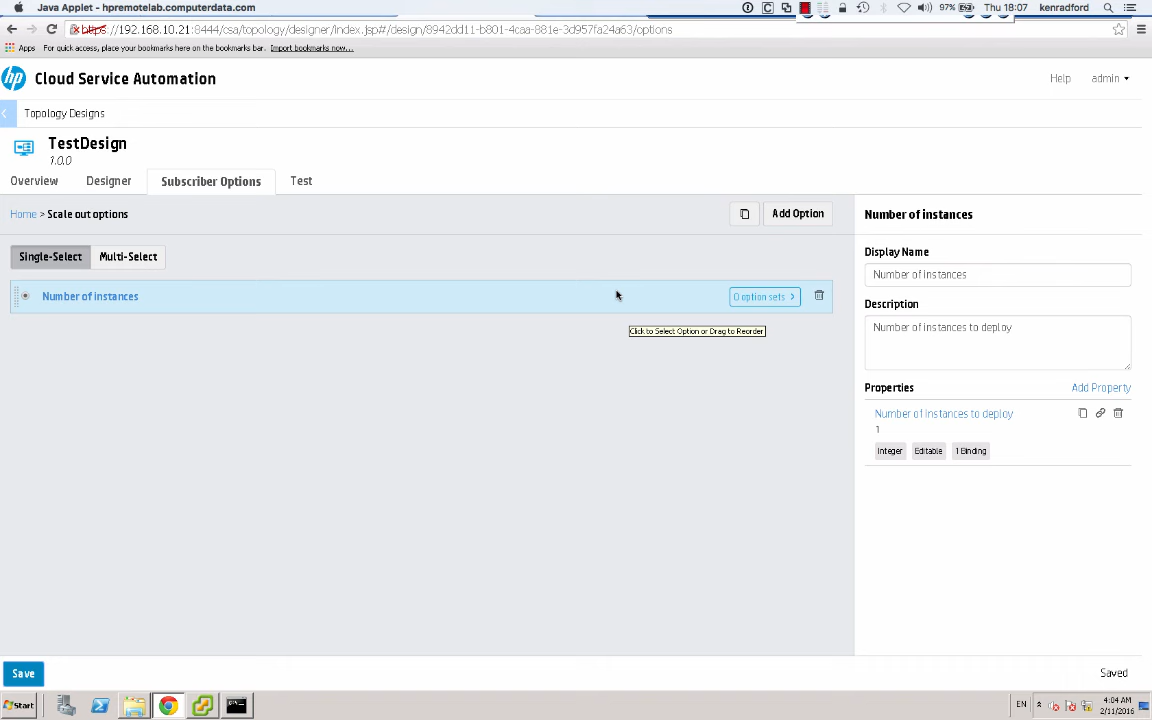 Java Applet - hpremotelab.computerdata.com
97%
Thu 18:07
kenradford
https://192.168.10.21:8444/csa/topology/designer/index.jsp#/design/8942dd11-b801-4caa-881e-3d957fa24a63/options
Apps
For quick access, place your bookmarks here on the bookmarks bar.
Import bookmarks now...
hp
Cloud Service Automation
Help
admin
Topology Designs
TestDesign
1.0.0
Overview
Designer
Subscriber Options
Test
Home > Scale out options
Add Option
Single-Select
Multi-Select
Number of instances
0 option sets >
Click to Select Option or Drag to Reorder
Number of instances
Display Name
Number of instances
Description
Number of instances to deploy
Properties
Add Property
Number of instances to deploy
1
Integer
Editable
1 Binding
Save
Saved
Start
EN
4:04 AM
2/11/2016